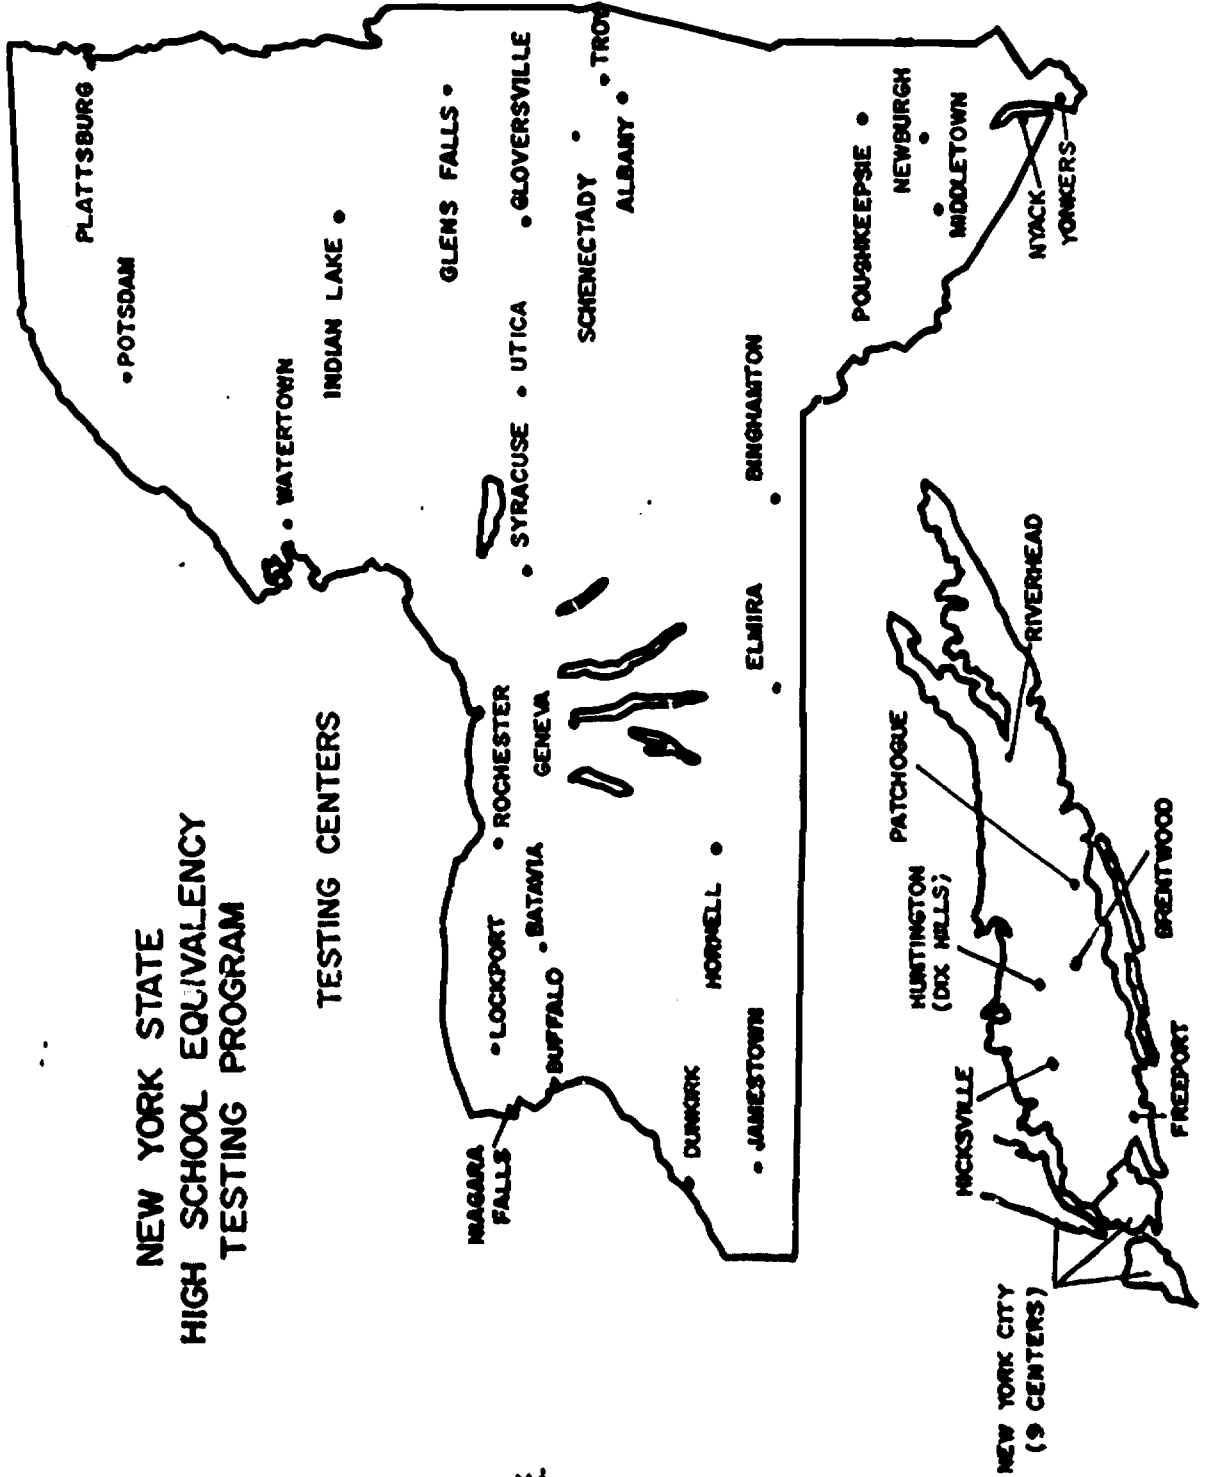 NEW YORK STATE
HIGH SCHOOL EQUIVALENCY
TESTING PROGRAM
TESTING CENTERS
PLATTSBURG
POTSDAM
WATERTOWN
INDIAN LAKE
GLENS FALLS
LOCKPORT
ROCHESTER
SYRACUSE
UTICA
GLOVERSVILLE
NIAGARA
FALLS
BUFFALO
BATAVIA
GENEVA
SCHENECTADY
TROY
ALBANY
DUNKIRK
HORNELL
JAMESTOWN
ELMIRA
BINGHAMTON
POUGHKEEPSIE
NEWBURGH
MIDDLETOWN
NYACK
YONKERS
PATCHOGUE
HUNTINGTON
(DIX HILLS)
HICKSVILLE
RIVERHEAD
NEW YORK CITY
(9 CENTERS)
BRENTWOOD
FREEPORT